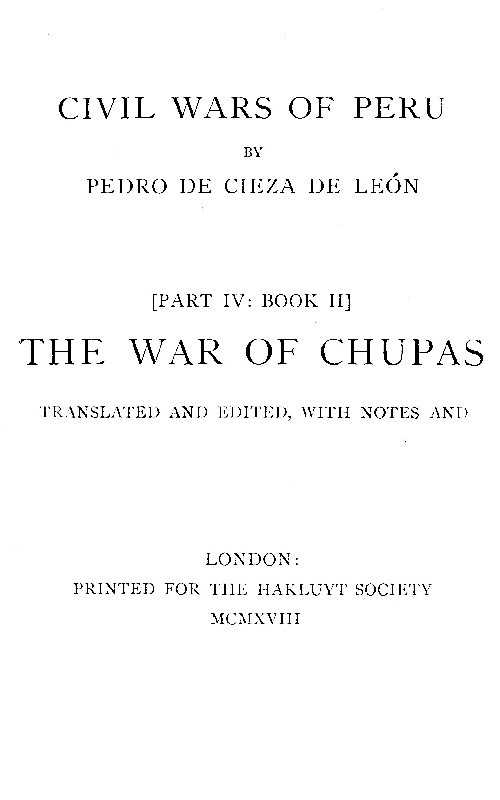 CIVIL WARS OF PERU
BY
PEDRO DE CIEZA DE LEÓN
[PART IV: BOOK II]
THE WAR OF CHUPAS
TRANSLATED AND EDITED, WITH NOTES AND
LONDON:
PRINTED FOR THE HAKLUYT SOCIETY
MCMXVIII